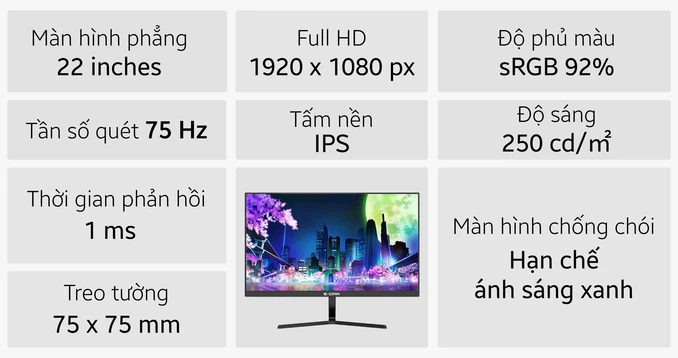 Màn hình phẳng
22 inches
Full HD
1920 x 1080 px
Độ phủ màu
sRGB 92%
Tần số quét 75 Hz
Tấm nền
IPS
Độ sáng
250 cd/㎡
Thời gian phản hồi
1 ms
E-DRA
Màn hình chống chói
Hạn chế
ánh sáng xanh
Treo tường
75 x 75 mm